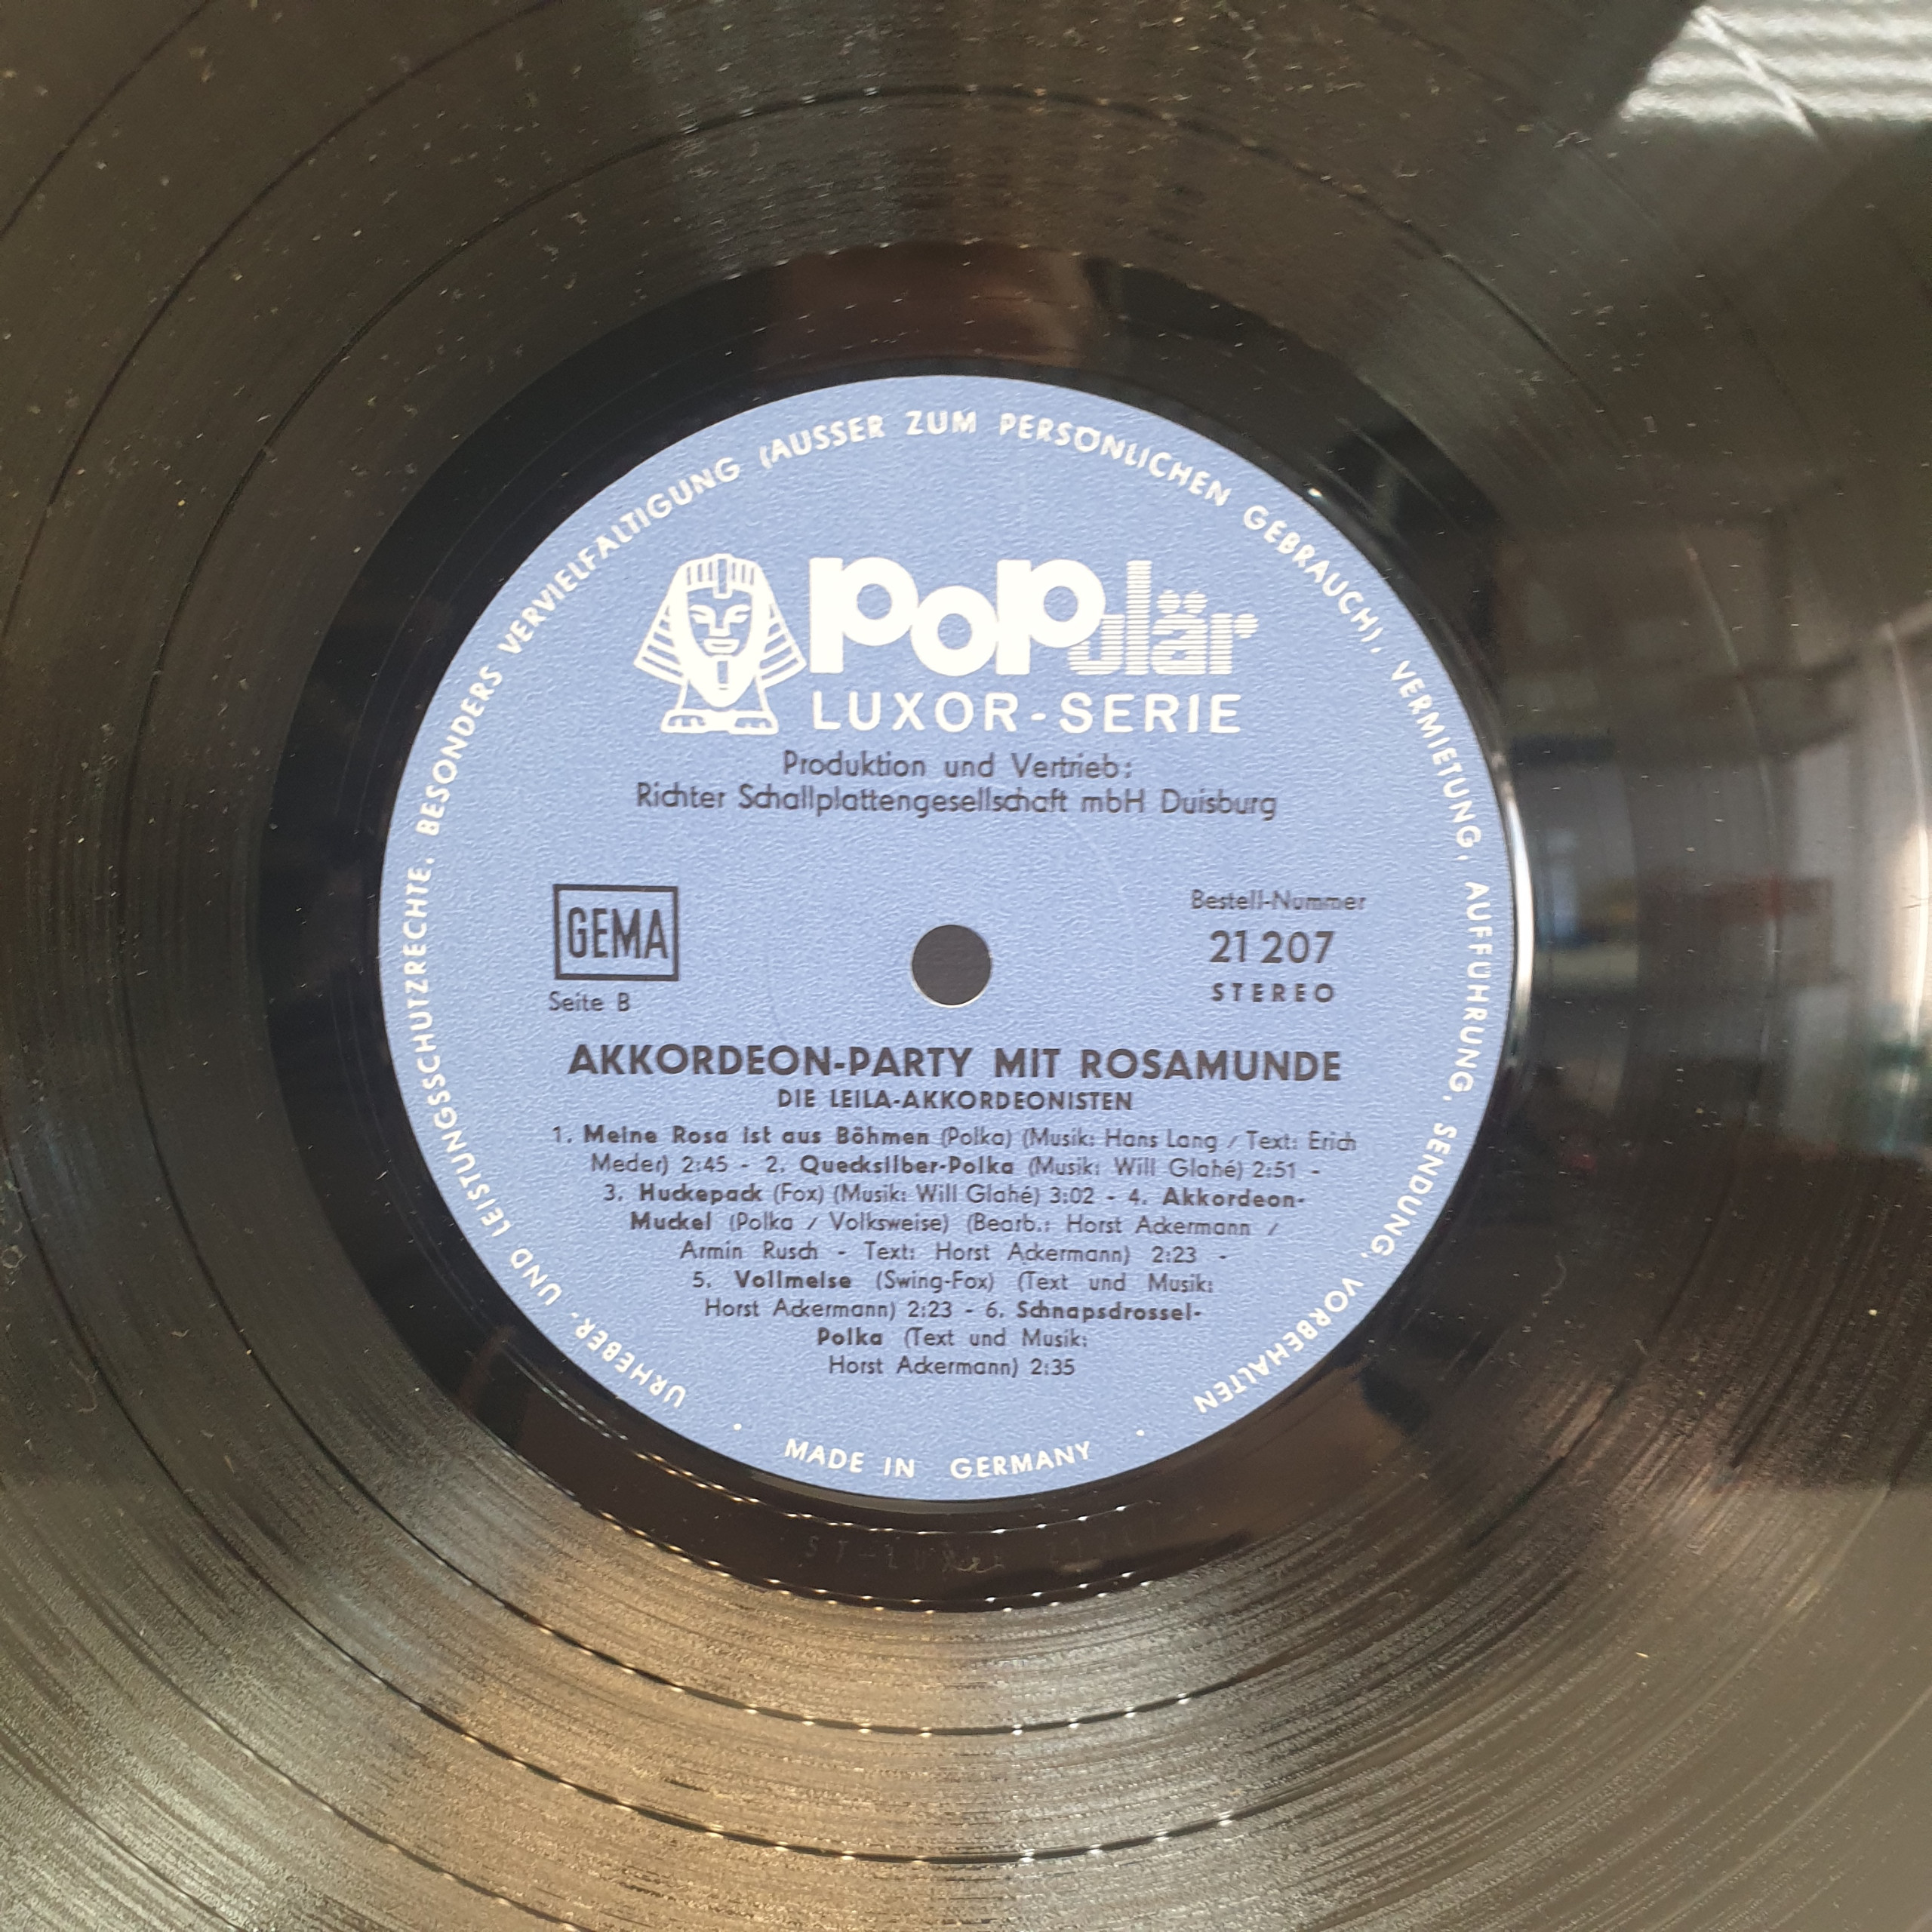 URHEBER- UND LEISTUNGSSCHUTZRECHTE. BESONDERS VERVIELFÄLTIGUNG (AUSSER ZUM PERSÖNLICHEN GEBRAUCH), VERMIETUNG, AUFFÜHRUNG, SENDUNG, VORBEHALTEN
POPulär
LUXOR-SERIE
Produktion und Vertrieb:
Richter Schallplattengesellschaft mbH Duisburg
GEMA
Seite B
Bestell-Nummer
21 207
STEREO
AKKORDEON-PARTY MIT ROSAMUNDE
DIE LEILA-AKKORDEONISTEN
1. Meine Rosa ist aus Böhmen (Polka) (Musik: Hans Lang / Text: Erich
Meder) 2:45 - 2. Quecksilber-Polka (Musik: Will Glahé) 2:51 -
3. Huckepack (Fox) (Musik: Will Glahé) 3:02 - 4. Akkordeon-
Muckel (Polka / Volksweise) (Bearb.: Horst Ackermann /
Armin Rusch - Text: Horst Ackermann) 2:23 -
5. Vollmeise (Swing-Fox) (Text und Musik:
Horst Ackermann) 2:23 - 6. Schnapsdrossel-
Polka (Text und Musik:
Horst Ackermann) 2:35
• MADE IN GERMANY •